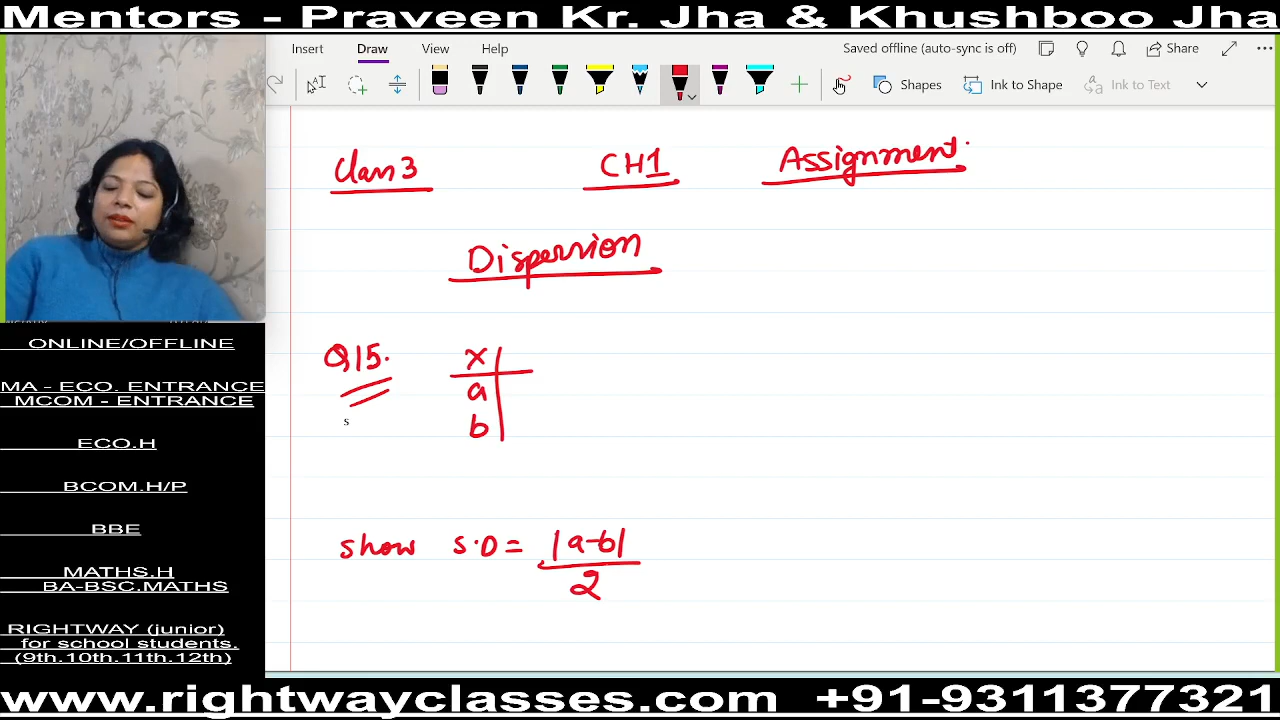 Mentors - Praveen Kr. Jha & Khushboo Jha
Insert Draw View Help Saved offline (auto-sync is off) Share
Shapes Ink to Shape Ink to Text
Class 3 CH1 Assignment.
Dispersion
ONLINE/OFFLINE
MA - ECO. ENTRANCE
MCOM - ENTRANCE
ECO.H
BCOM.H/P
BBE
MATHS.H
BA-BSC.MATHS
RIGHTWAY (junior)
for school students.
(9th.10th.11th.12th)
Q15. x
a
s
b
show S.D = |a-b|
2
www.rightwayclasses.com +91-9311377321